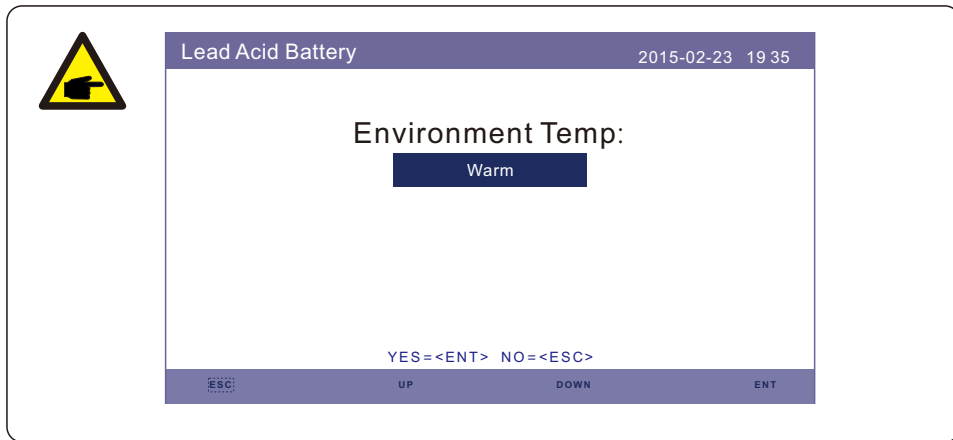 Lead Acid Battery 2015-02-23 19 35
Environment Temp:
Warm
YES=<ENT> NO=<ESC>
ESC UP DOWN ENT